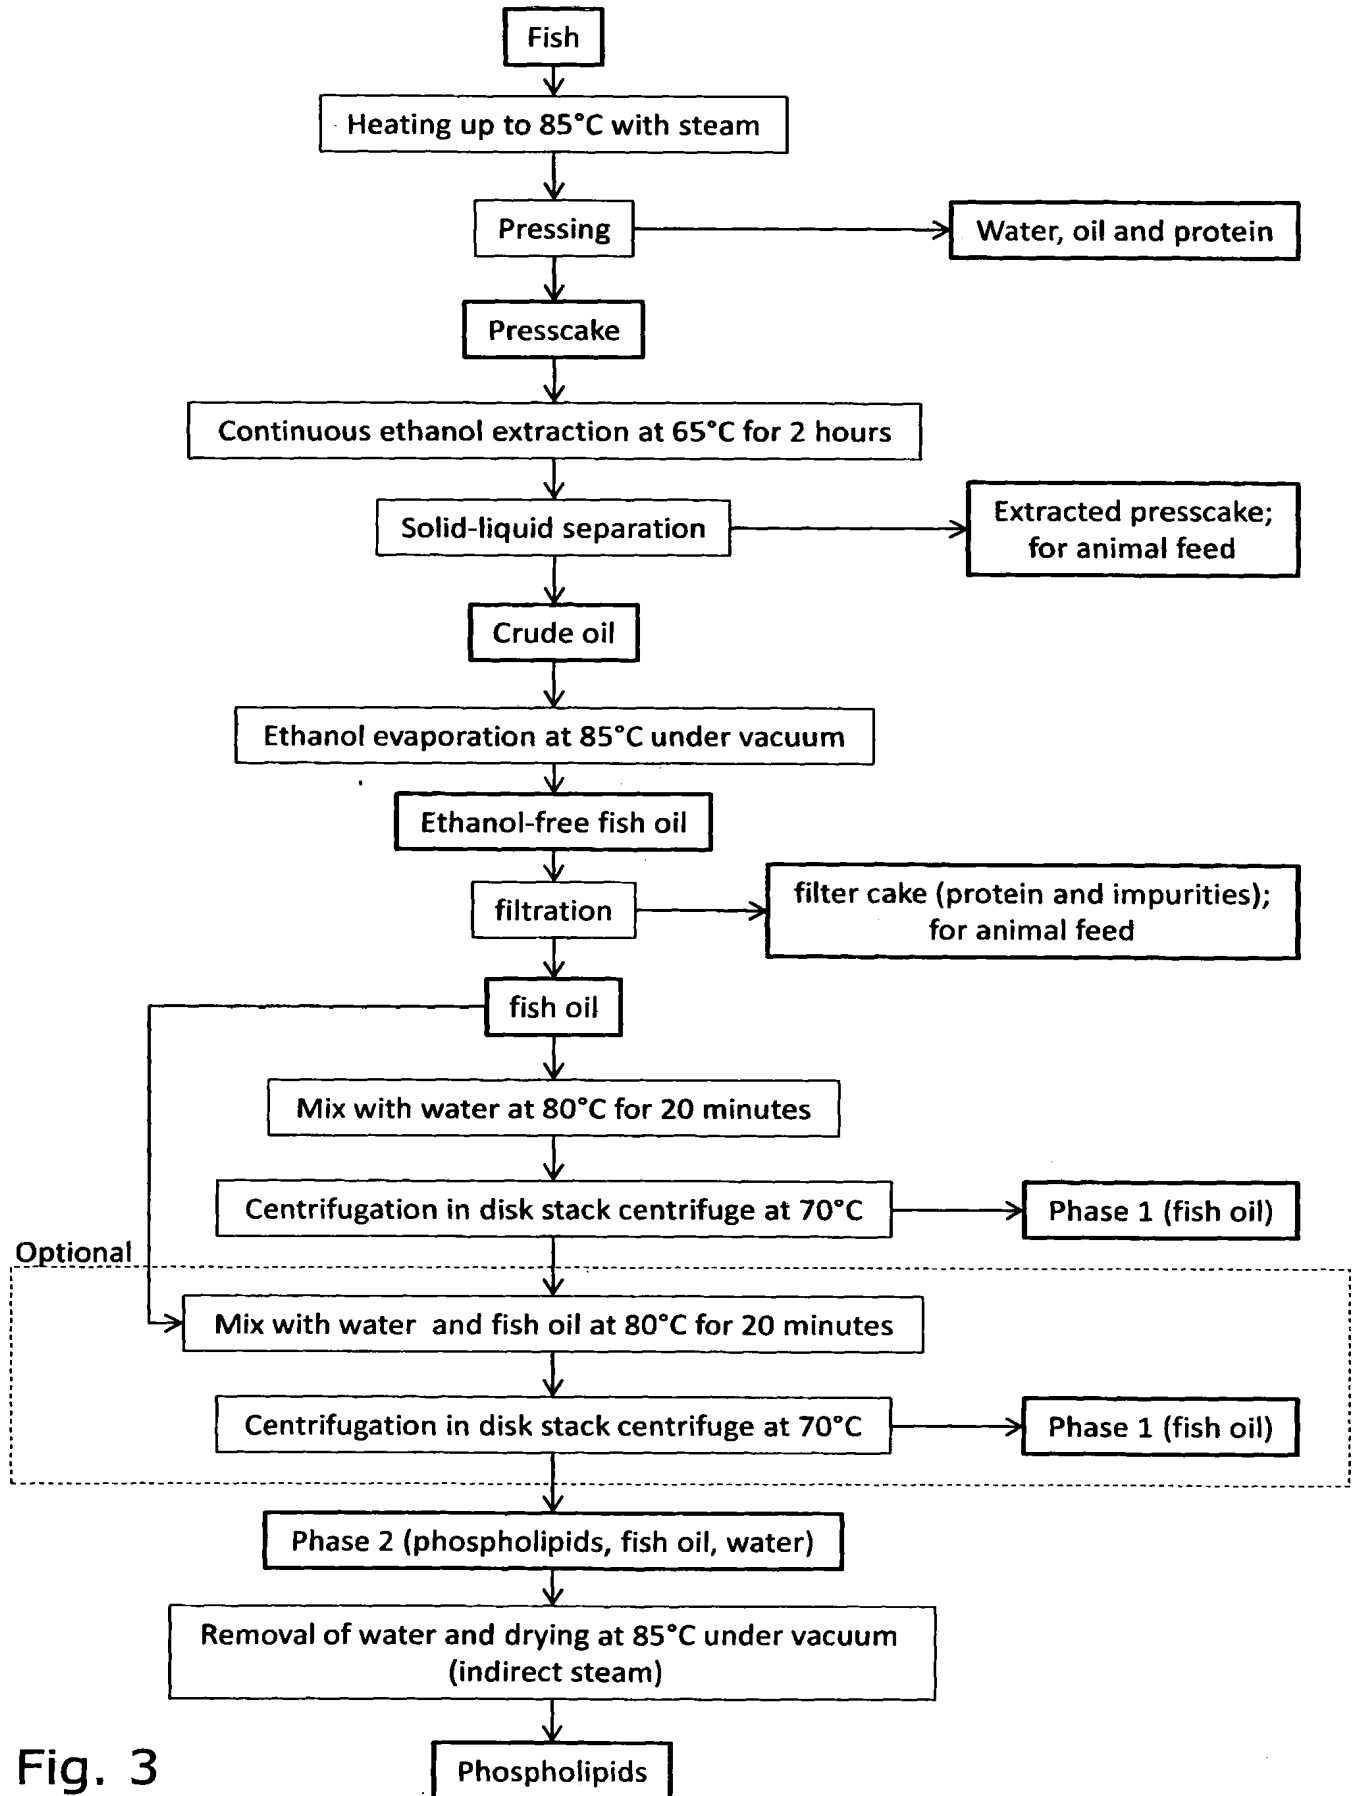 Fish
Heating up to 85°C with steam
Pressing
Water, oil and protein
Presscake
Continuous ethanol extraction at 65°C for 2 hours
Solid-liquid separation
Extracted presscake;
for animal feed
Crude oil
Ethanol evaporation at 85°C under vacuum
Ethanol-free fish oil
filtration
filter cake (protein and impurities);
for animal feed
fish oil
Mix with water at 80°C for 20 minutes
Centrifugation in disk stack centrifuge at 70°C
Phase 1 (fish oil)
Optional
Mix with water and fish oil at 80°C for 20 minutes
Centrifugation in disk stack centrifuge at 70°C
Phase 1 (fish oil)
Phase 2 (phospholipids, fish oil, water)
Removal of water and drying at 85°C under vacuum
(indirect steam)
Phospholipids
Fig. 3